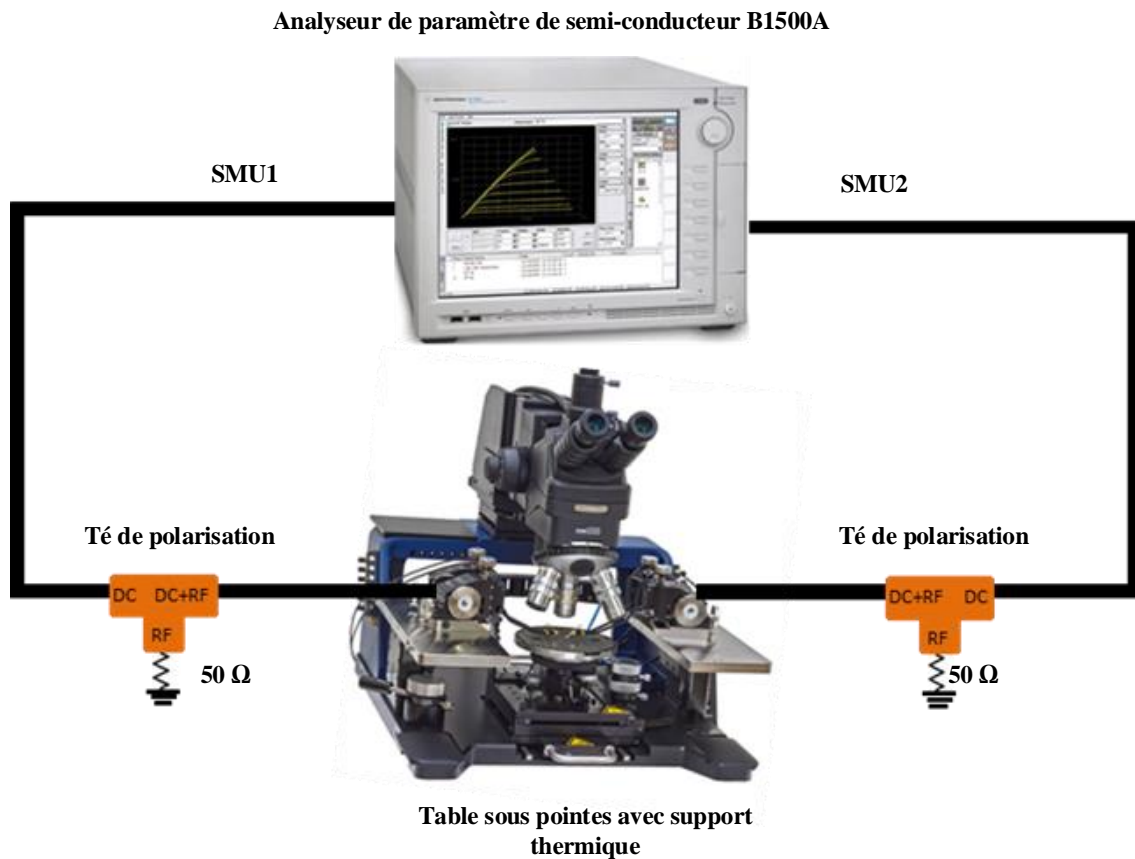 Analyseur de paramètre de semi-conducteur B1500A
SMU1
SMU2
Té de polarisation
Té de polarisation
DC DC+RF
RF
50 Ω
DC+RF DC
RF
50 Ω
Table sous pointes avec support
thermique